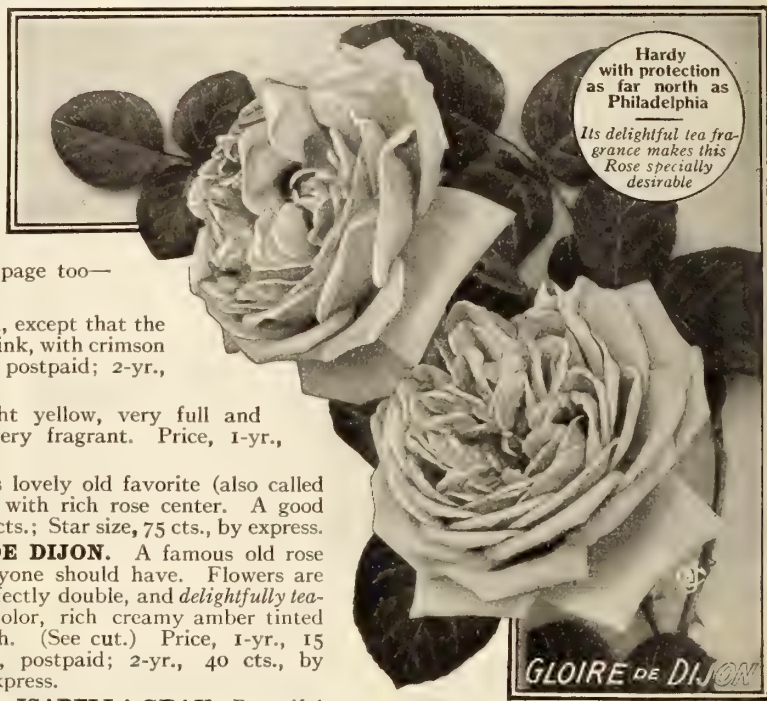 Hardy
with protection
as far north as
Philadelphia
Its delightful tea fra-
grance makes this
Rose specially
desirable
page too—
, except that the
ink, with crimson
postpaid; 2-yr.,
ht yellow, very full and
ery fragrant. Price, 1-yr.,
s lovely old favorite (also called
with rich rose center. A good
cts.; Star size, 75 cts., by express.
DE DIJON. A famous old rose
yone should have. Flowers are
fectly double, and delightfully tea-
olor, rich creamy amber tinted
h. (See cut.) Price, 1-yr., 15
, postpaid; 2-yr., 40 cts., by
xpress.
GLOIRE DE DIJON